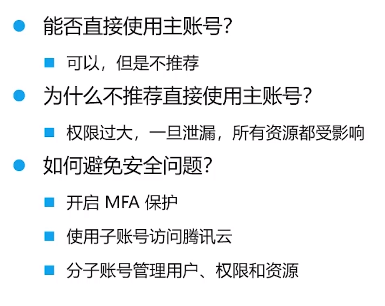 能否直接使用主账号？
可以，但是不推荐
为什么不推荐直接使用主账号？
权限过大，一旦泄漏，所有资源都受影响
如何避免安全问题？
开启 MFA 保护
使用子账号访问腾讯云
分子账号管理用户、权限和资源